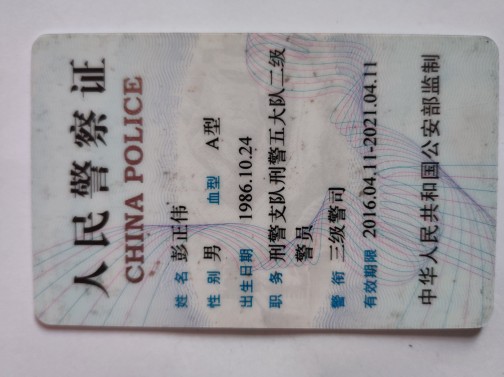 人民警察证
CHINA POLICE
姓 名 彭正伟
性 别 男 血型 A型
出生日期 1986.10.24
职 务 刑警支队刑警五大队二级
警员
警 衔 三级警司
有效期限 2016.04.11-2021.04.11
中华人民共和国公安部监制